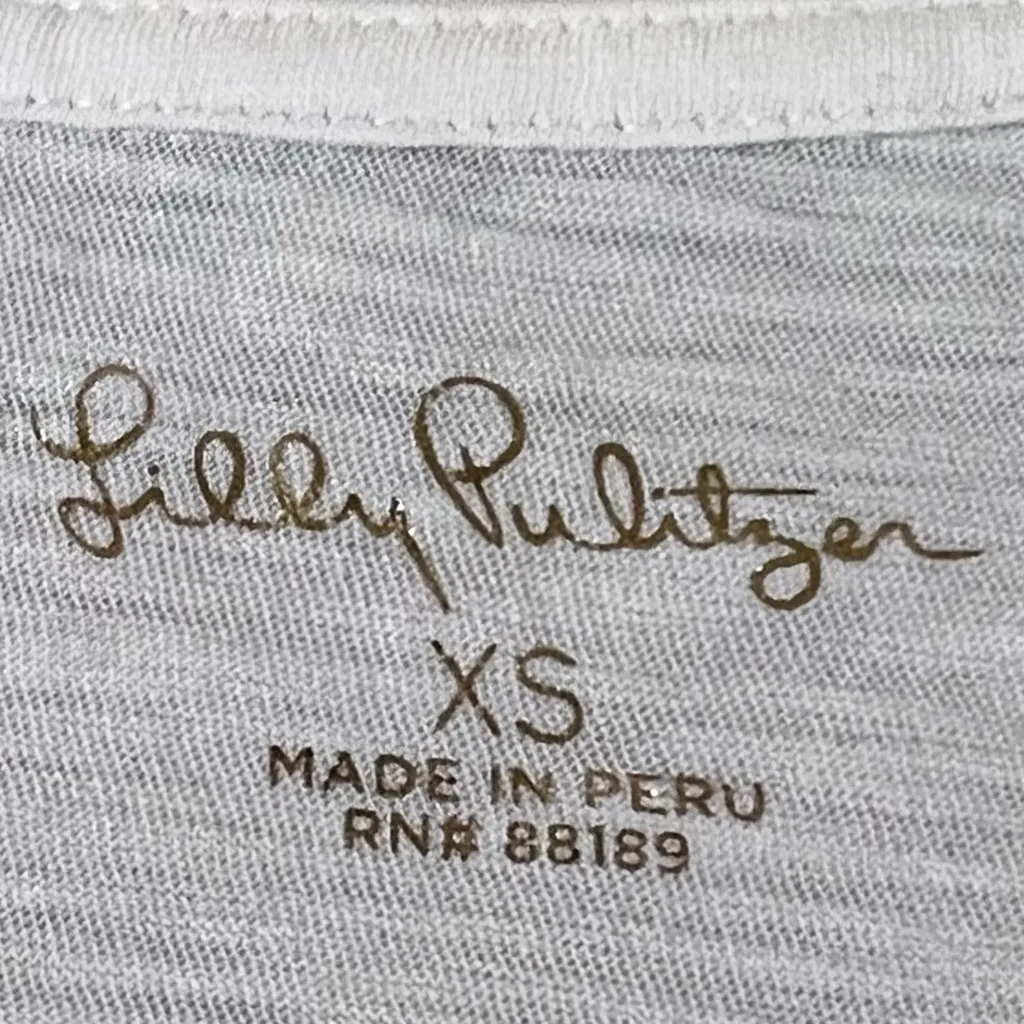 Lilly Pulitzer
XS
MADE IN PERU
RN# 88189